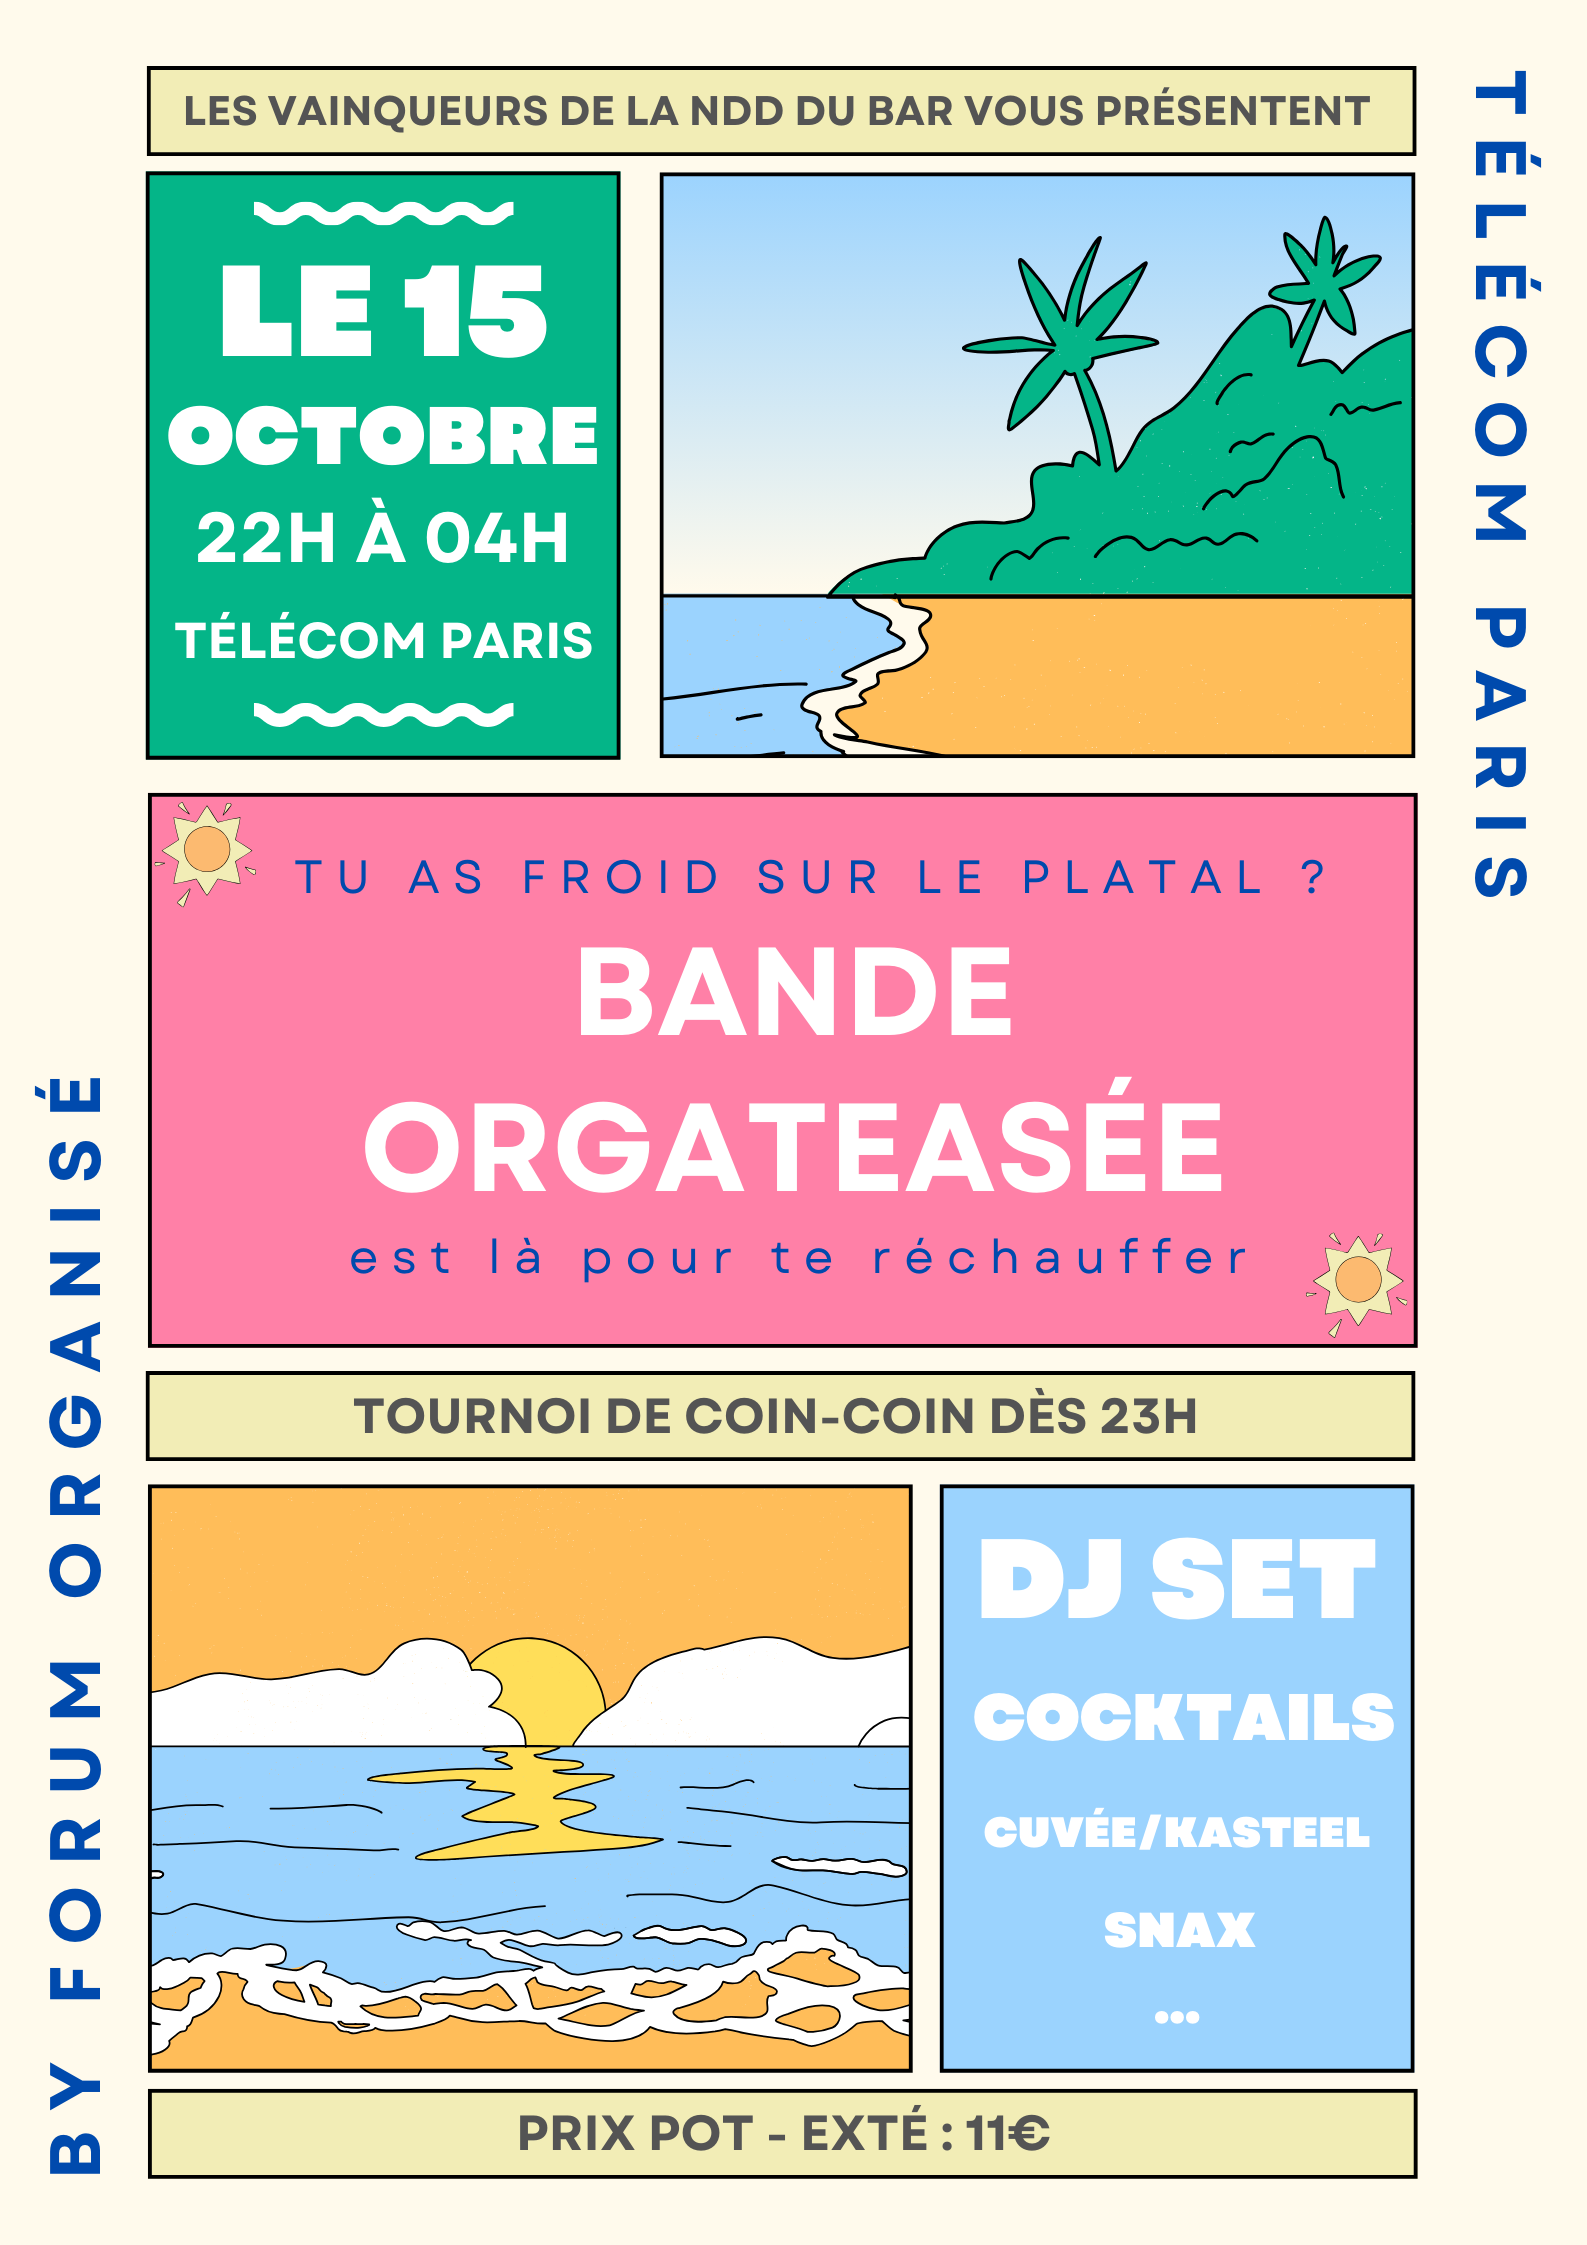 LES VAINQUEURS DE LA NDD DU BAR VOUS PRÉSENTENT
LE 15
OCTOBRE
22H À 04H
TÉLÉCOM PARIS
TÉLÉCOM PARIS
TU AS FROID SUR LE PLATAL ?
BANDE
ORGATEASÉE
est là pour te réchauffer
BY FORUM ORGANISÉ
TOURNOI DE COIN-COIN DÈS 23H
DJ SET
COCKTAILS
CUVÉE/KASTEEL
SNAX
...
PRIX POT - EXTÉ : 11€